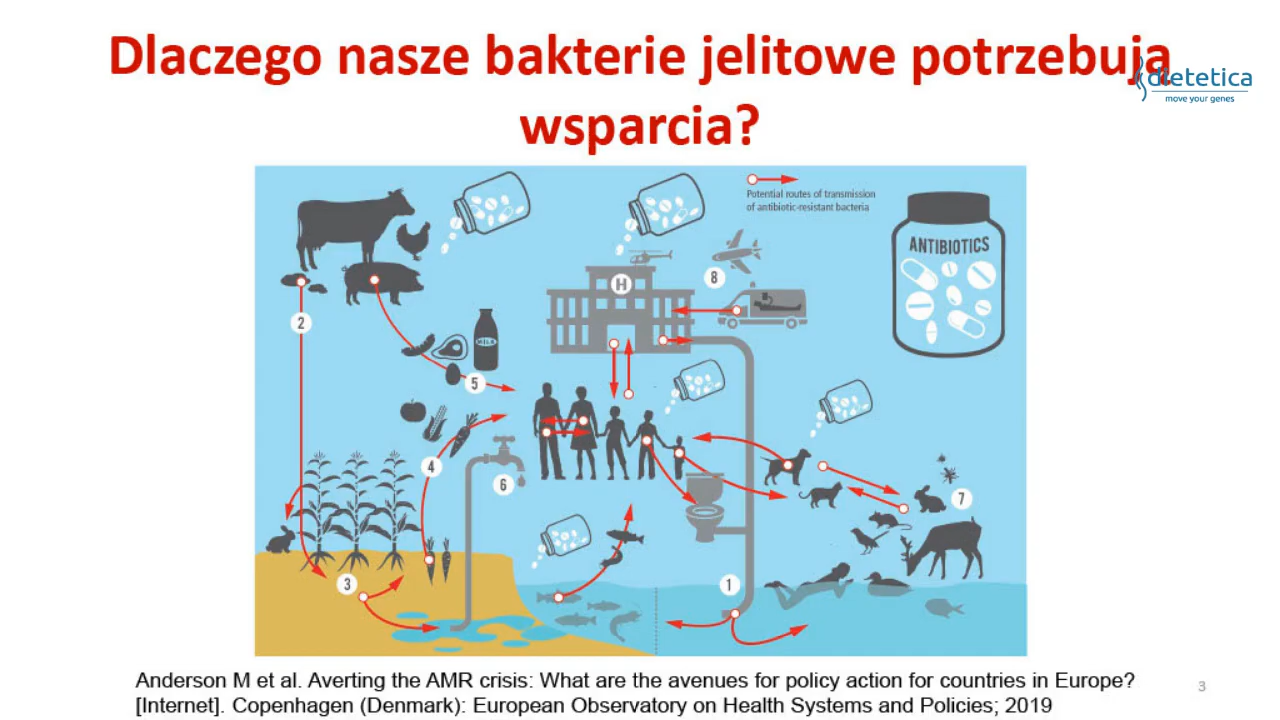 Dlaczego nasze bakterie jelitowe potrzebują
wsparcia?
dietetica
move your genes
Potential routes of transmission
of antibiotic-resistant bacteria
ANTIBIOTICS
H
8
2
MILK
5
4
6
7
3
1
Anderson M et al. Averting the AMR crisis: What are the avenues for policy action for countries in Europe?
[Internet]. Copenhagen (Denmark): European Observatory on Health Systems and Policies; 2019
3